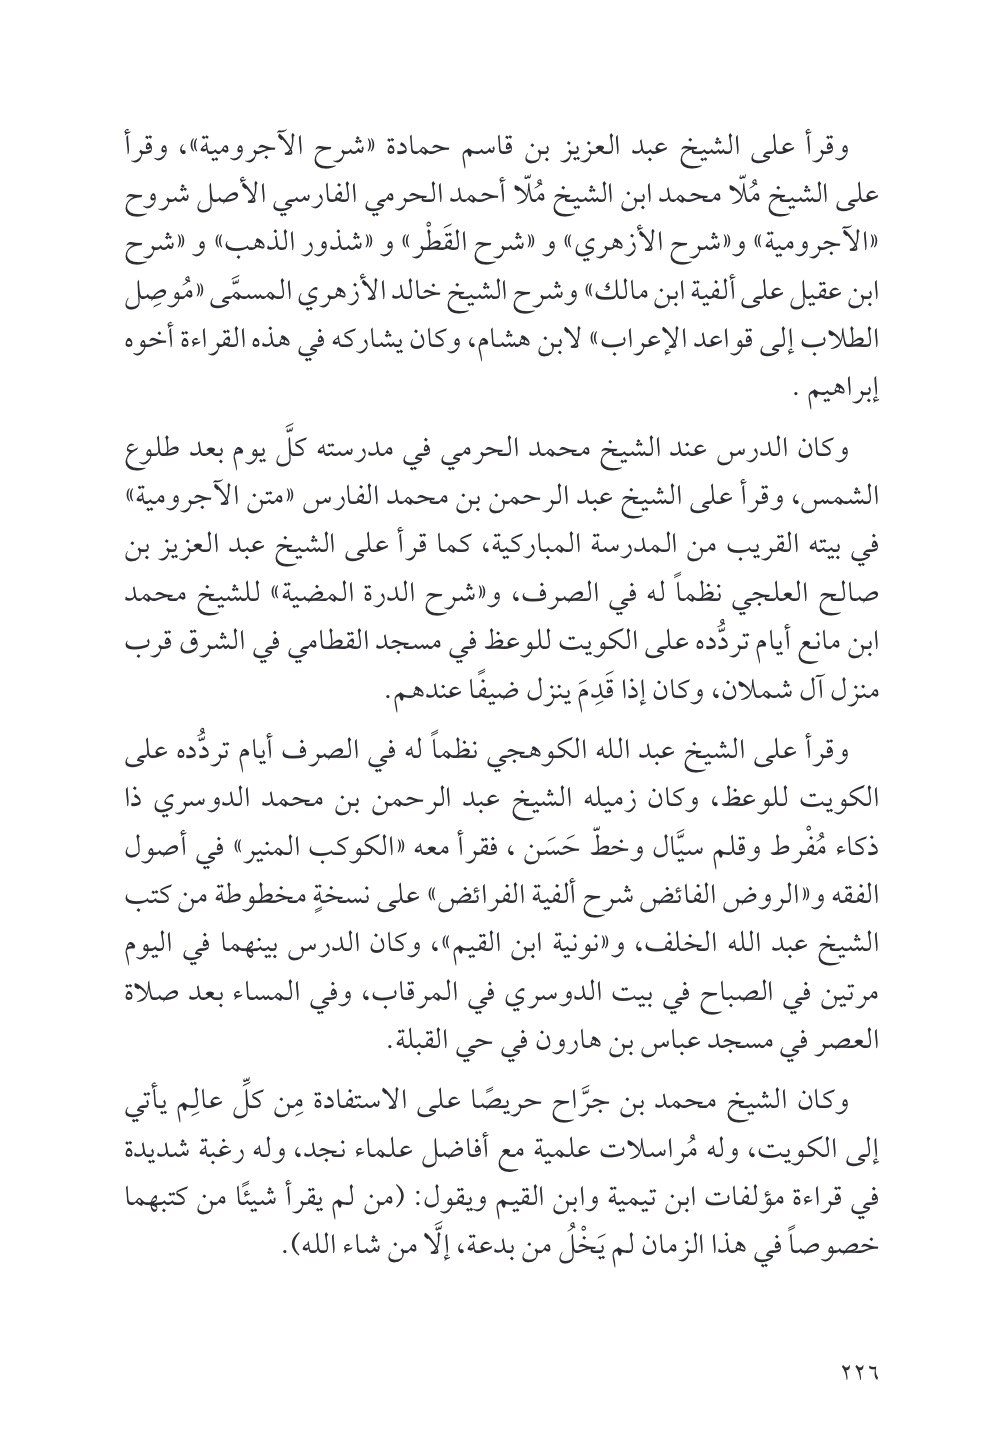 وقرأ على الشيخ عبد العزيز بن قاسم حمادة «شرح الآجرومية»، وقرأ
على الشيخ مُلّا محمد ابن الشيخ مُلّا أحمد الحرمي الفارسي الأصل شروح
«الآجرومية» و«شرح الأزهري» و «شرح القَطْر» و «شذور الذهب» و «شرح
ابن عقيل على ألفية ابن مالك» وشرح الشيخ خالد الأزهري المسمَّى «مُوصِل
الطلاب إلى قواعد الإعراب» لابن هشام، وكان يشاركه في هذه القراءة أخوه
إبراهيم .
وكان الدرس عند الشيخ محمد الحرمي في مدرسته كلَّ يوم بعد طلوع
الشمس، وقرأ على الشيخ عبد الرحمن بن محمد الفارس «متن الآجرومية»
في بيته القريب من المدرسة المباركية، كما قرأ على الشيخ عبد العزيز بن
صالح العلجي نظماً له في الصرف، و«شرح الدرة المضية» للشيخ محمد
ابن مانع أيام تردُّده على الكويت للوعظ في مسجد القطامي في الشرق قرب
منزل آل شملان، وكان إذا قَدِمَ ينزل ضيفًا عندهم.
وقرأ على الشيخ عبد الله الكوهجي نظماً له في الصرف أيام تردُّده على
الكويت للوعظ، وكان زميله الشيخ عبد الرحمن بن محمد الدوسري ذا
ذكاء مُفْرط وقلم سيَّال وخطّ حَسَن ، فقرأ معه «الكوكب المنير» في أصول
الفقه و«الروض الفائض شرح ألفية الفرائض» على نسخةٍ مخطوطة من كتب
الشيخ عبد الله الخلف، و«نونية ابن القيم»، وكان الدرس بينهما في اليوم
مرتين في الصباح في بيت الدوسري في المرقاب، وفي المساء بعد صلاة
العصر في مسجد عباس بن هارون في حي القبلة.
وكان الشيخ محمد بن جرَّاح حريصًا على الاستفادة مِن كلِّ عالِم يأتي
إلى الكويت، وله مُراسلات علمية مع أفاضل علماء نجد، وله رغبة شديدة
في قراءة مؤلفات ابن تيمية وابن القيم ويقول: (من لم يقرأ شيئًا من كتبهما
خصوصاً في هذا الزمان لم يَخْلُ من بدعة، إلَّا من شاء الله).
٢٢٦